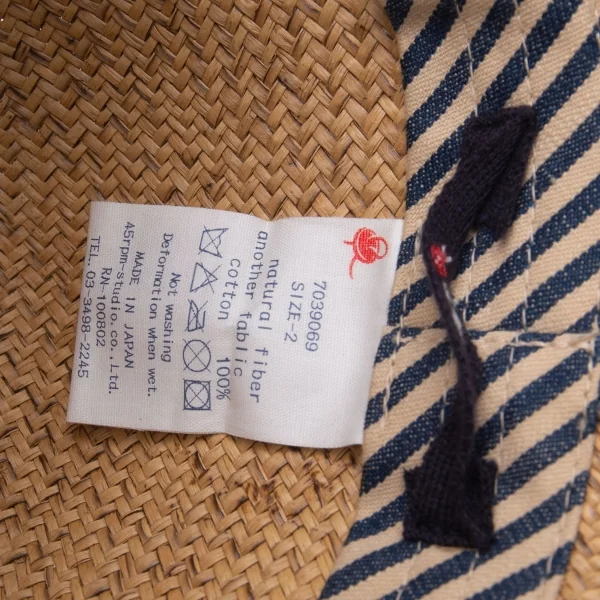 7039069
SIZE-2
natural fiber
another fablic
cotton 100%
Not washing
Deformation when wet.
MADE IN JAPAN
45rpm-studio.co.,Ltd.
RN-100802
TEL. 03-3498-2245